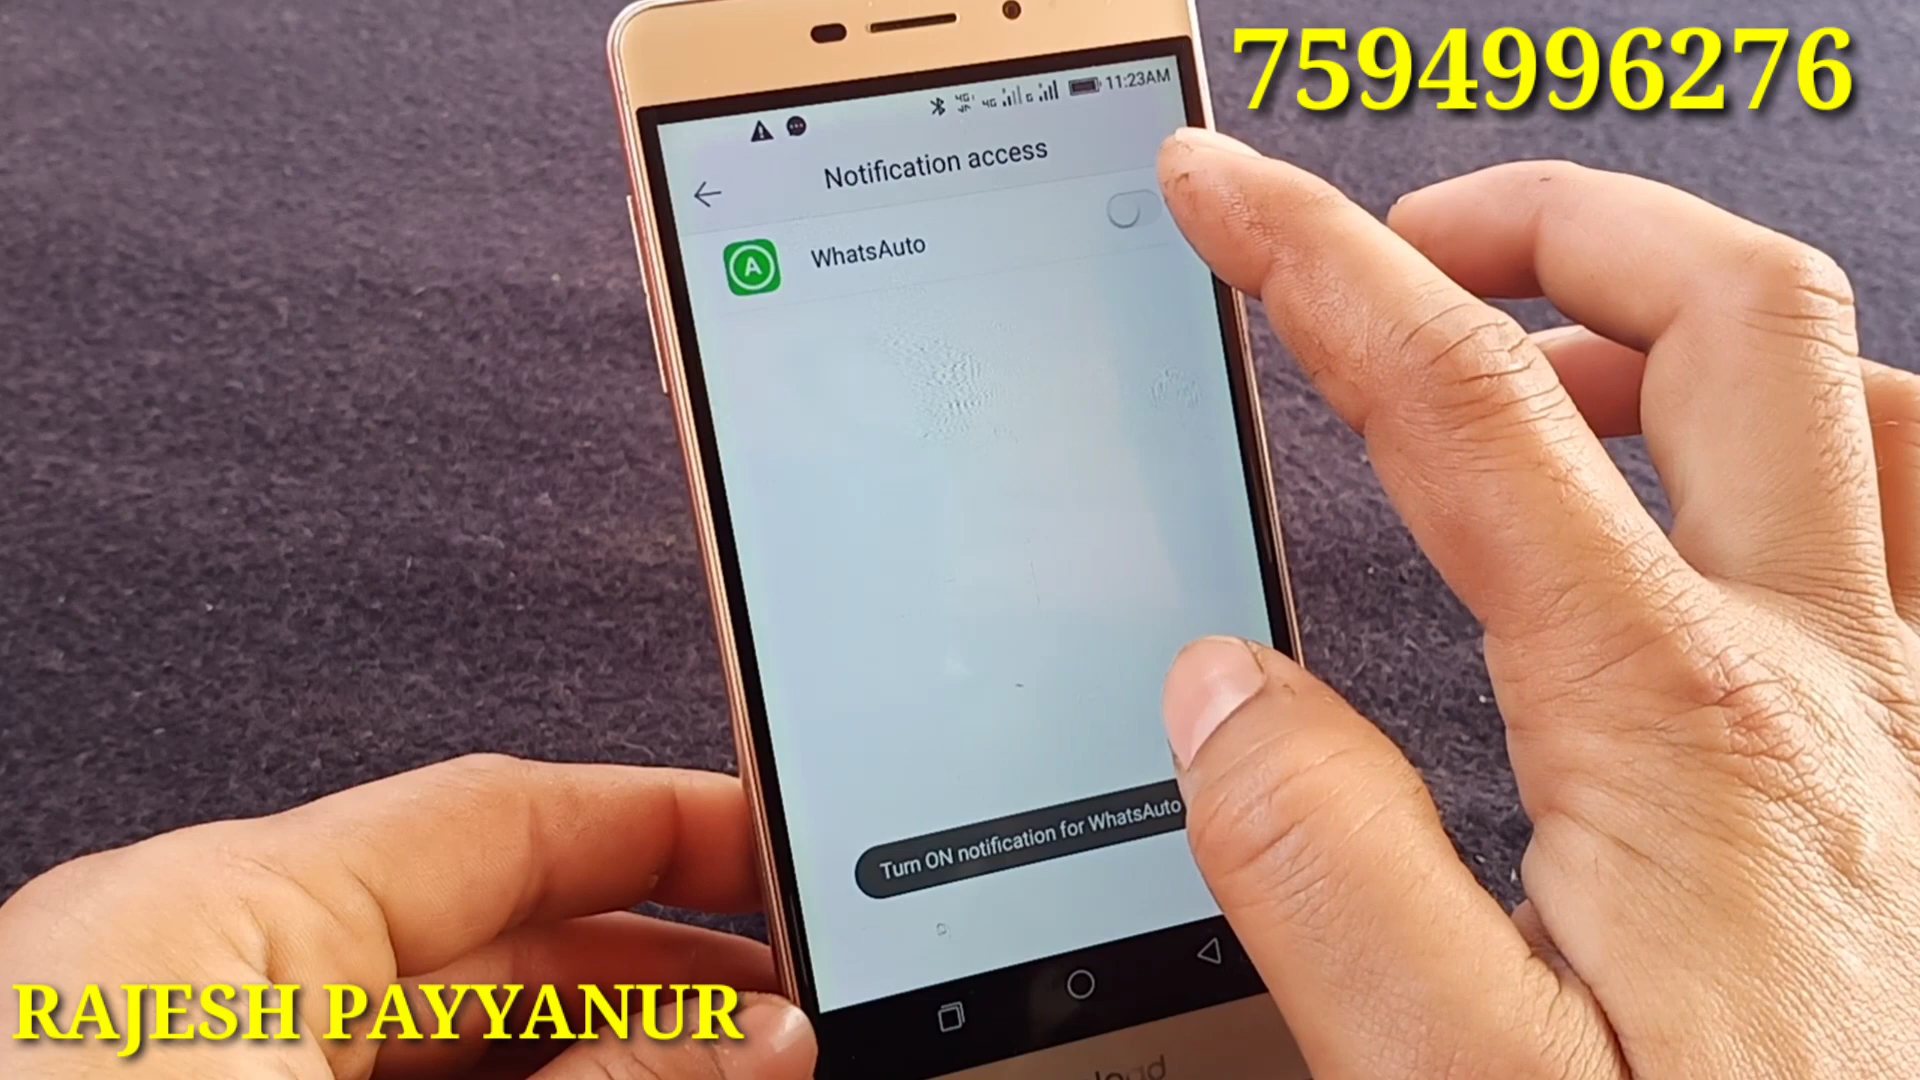 7594996276
11:23AM
Notification access
A WhatsAuto
Turn ON notification for WhatsAuto
RAJESH PAYYANUR